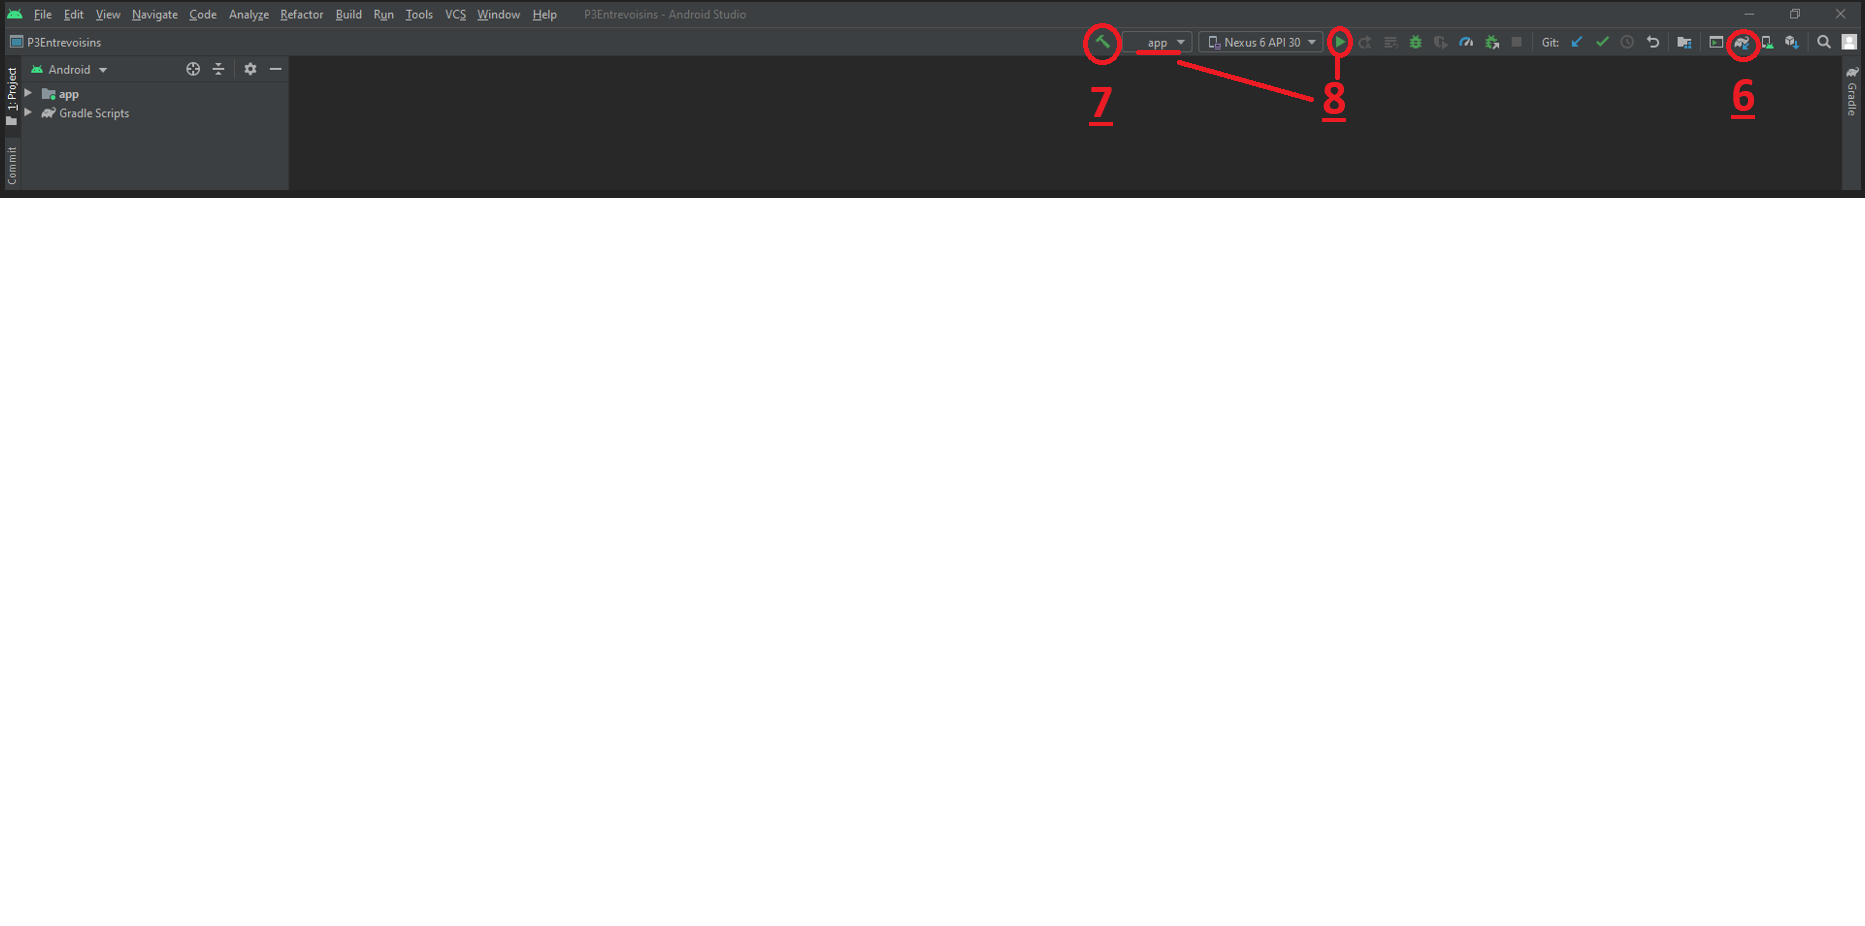 File Edit View Navigate Code Analyze Refactor Build Run Tools VCS Window Help P3Entrevoisins - Android Studio
P3Entrevoisins app Nexus 6 API 30 Git:
Android
app
Gradle Scripts
1: Project
Commit
7
8
6
Gradle